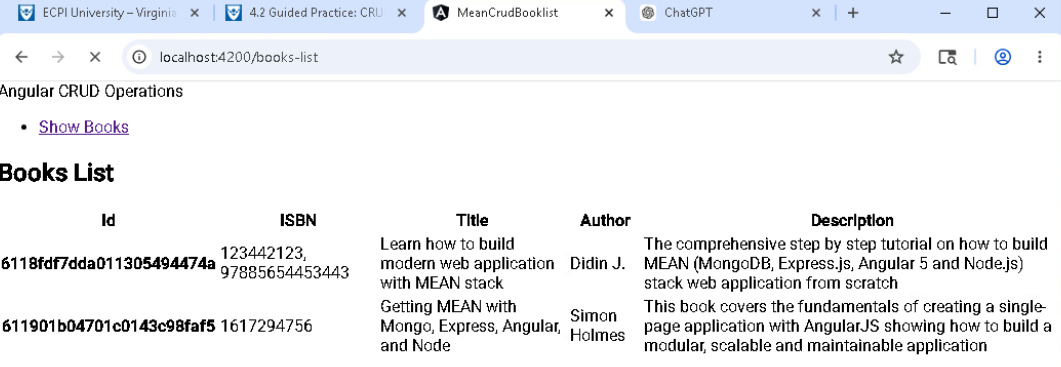 ECPI University – Virginia
4.2 Guided Practice: CRU
MeanCrudBooklist
ChatGPT
localhost:4200/books-list
Angular CRUD Operations
Show Books
Books List
Id ISBN Title Author Description
6118fdf7dda011305494474a
123442123,
97885654453443
Learn how to build
modern web application
with MEAN stack
Didin J.
The comprehensive step by step tutorial on how to build
MEAN (MongoDB, Express.js, Angular 5 and Node.js)
stack web application from scratch
611901b04701c0143c98faf5
1617294756
Getting MEAN with
Mongo, Express, Angular,
and Node
Simon
Holmes
This book covers the fundamentals of creating a single-
page application with AngularJS showing how to build a
modular, scalable and maintainable application